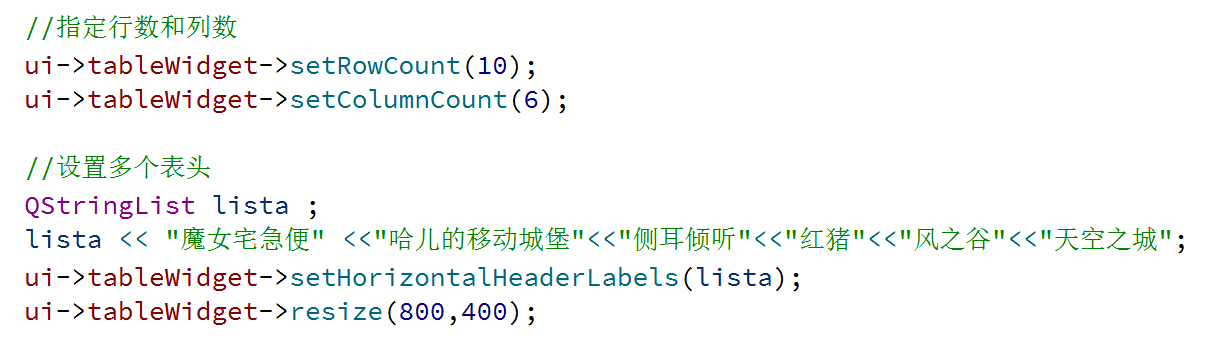 //指定行数和列数
ui->tableWidget->setRowCount(10);
ui->tableWidget->setColumnCount(6);
//设置多个表头
QStringList lista ;
lista << "魔女宅急便" <<"哈儿的移动城堡"<<"侧耳倾听"<<"红猪"<<"风之谷"<<"天空之城";
ui->tableWidget->setHorizontalHeaderLabels(lista);
ui->tableWidget->resize(800,400);